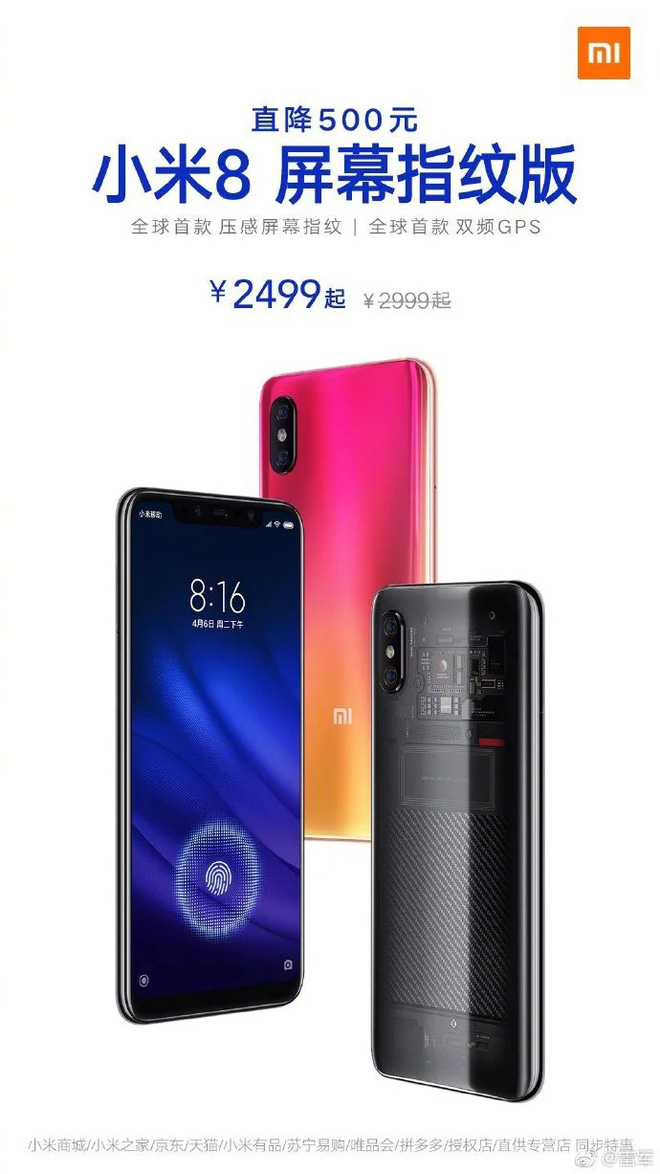 mi
直降500元
小米8 屏幕指纹版
全球首款 压感屏幕指纹 | 全球首款 双频GPS
¥2499起 ¥2999起
小米移动
8:16
4月6日 周二下午
mi
小米商城/小米之家/京东/天猫/小米有品/苏宁易购/唯品会/拼多多/授权店/直供专营店 同步特惠
@雷军